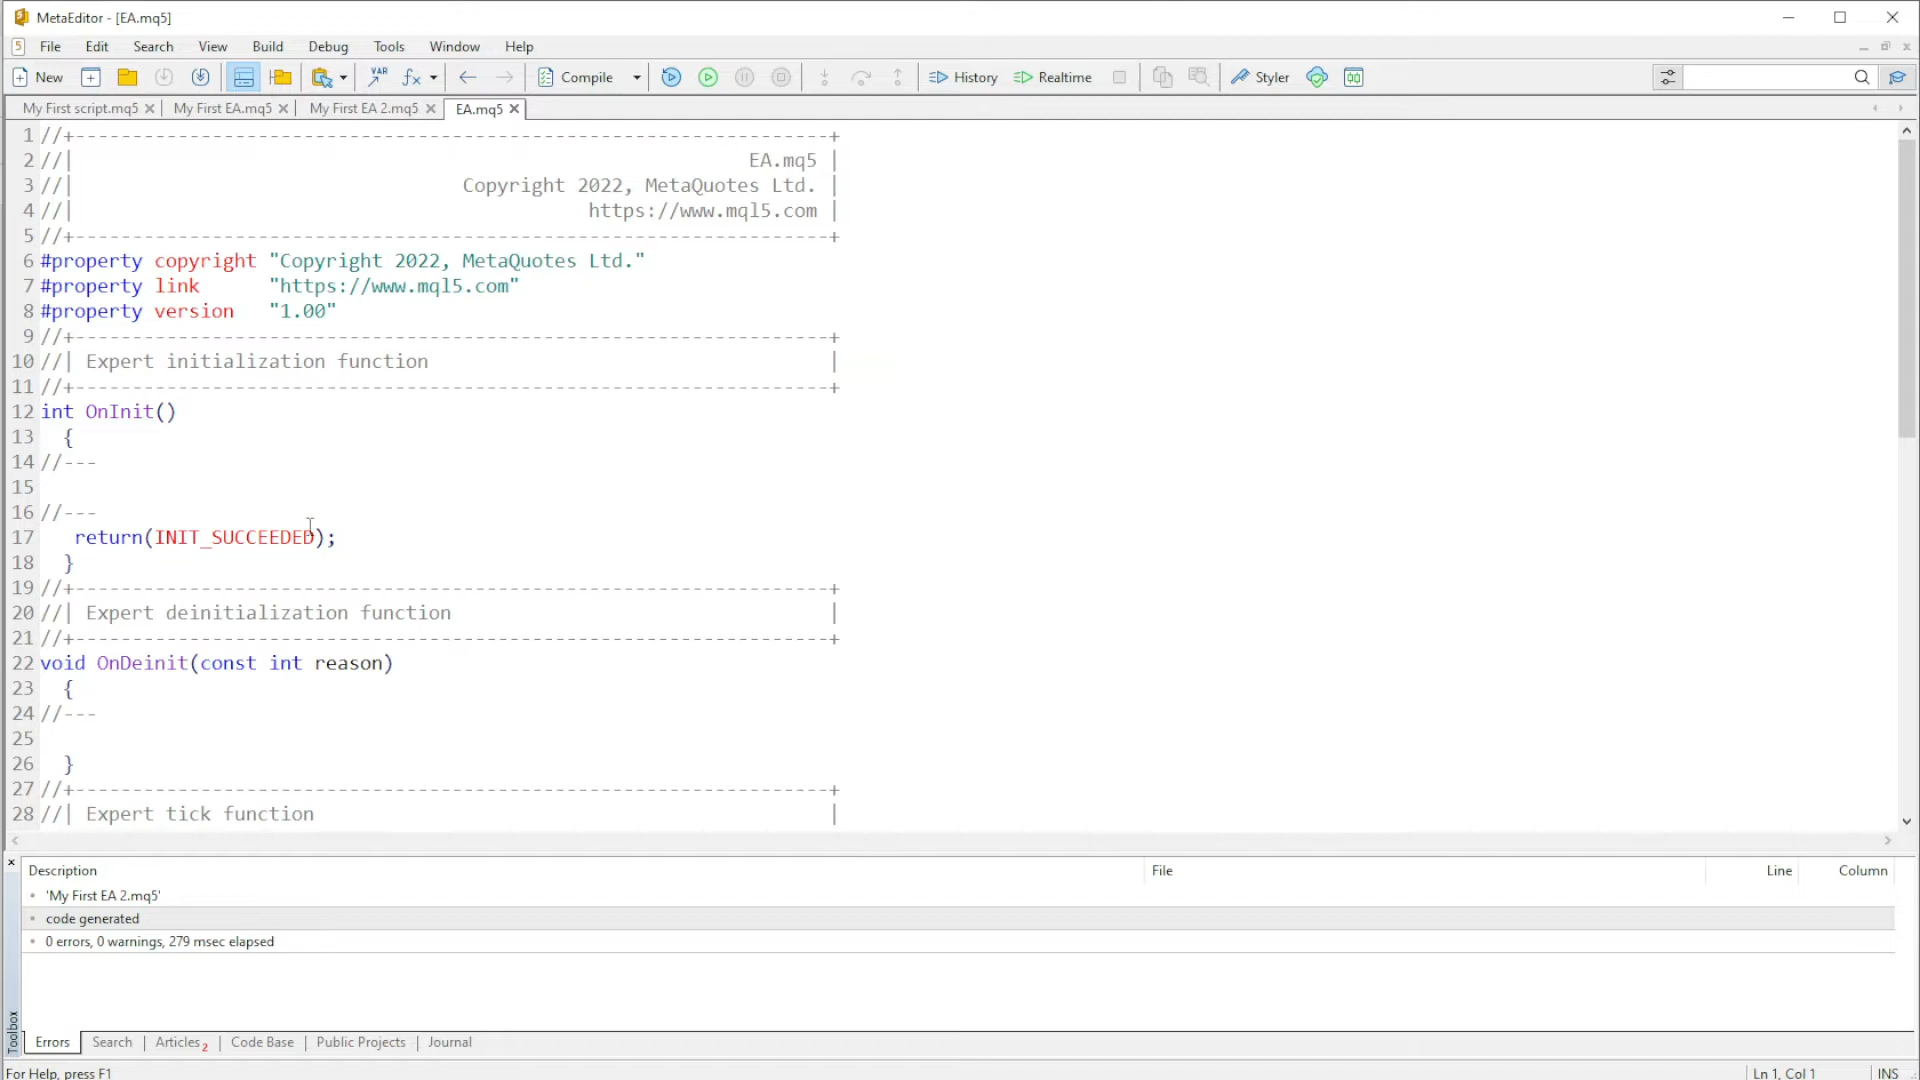 MetaEditor - [EA.mq5]
5 File Edit Search View Build Debug Tools Window Help
New VAR fx Compile History Realtime Styler
My First script.mq5 My First EA.mq5 My First EA 2.mq5 EA.mq5
1 //+------------------------------------------------------------------+
2 //| EA.mq5 |
3 //| Copyright 2022, MetaQuotes Ltd. |
4 //| https://www.mql5.com |
5 //+------------------------------------------------------------------+
6 #property copyright "Copyright 2022, MetaQuotes Ltd."
7 #property link "https://www.mql5.com"
8 #property version "1.00"
9 //+------------------------------------------------------------------+
10 //| Expert initialization function |
11 //+------------------------------------------------------------------+
12 int OnInit()
13 {
14 //---
15
16 //---
17 return(INIT_SUCCEEDED);
18 }
19 //+------------------------------------------------------------------+
20 //| Expert deinitialization function |
21 //+------------------------------------------------------------------+
22 void OnDeinit(const int reason)
23 {
24 //---
25
26 }
27 //+------------------------------------------------------------------+
28 //| Expert tick function |
Description File Line Column
'My First EA 2.mq5'
code generated
0 errors, 0 warnings, 279 msec elapsed
Toolbox
Errors Search Articles 2 Code Base Public Projects Journal
For Help, press F1 Ln 1, Col 1 INS